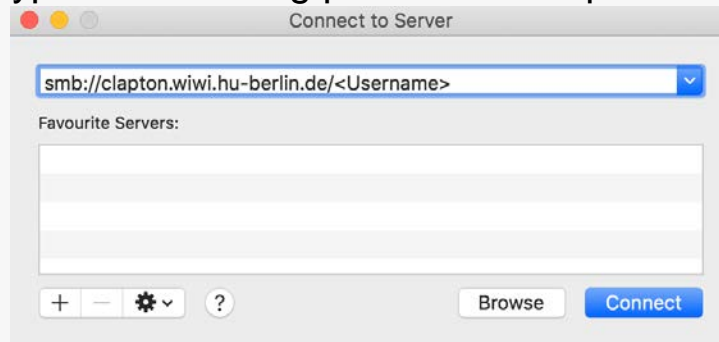 Connect to Server
smb://clapton.wiwi.hu-berlin.de/<Username>
Favourite Servers:
+ − ? Browse Connect